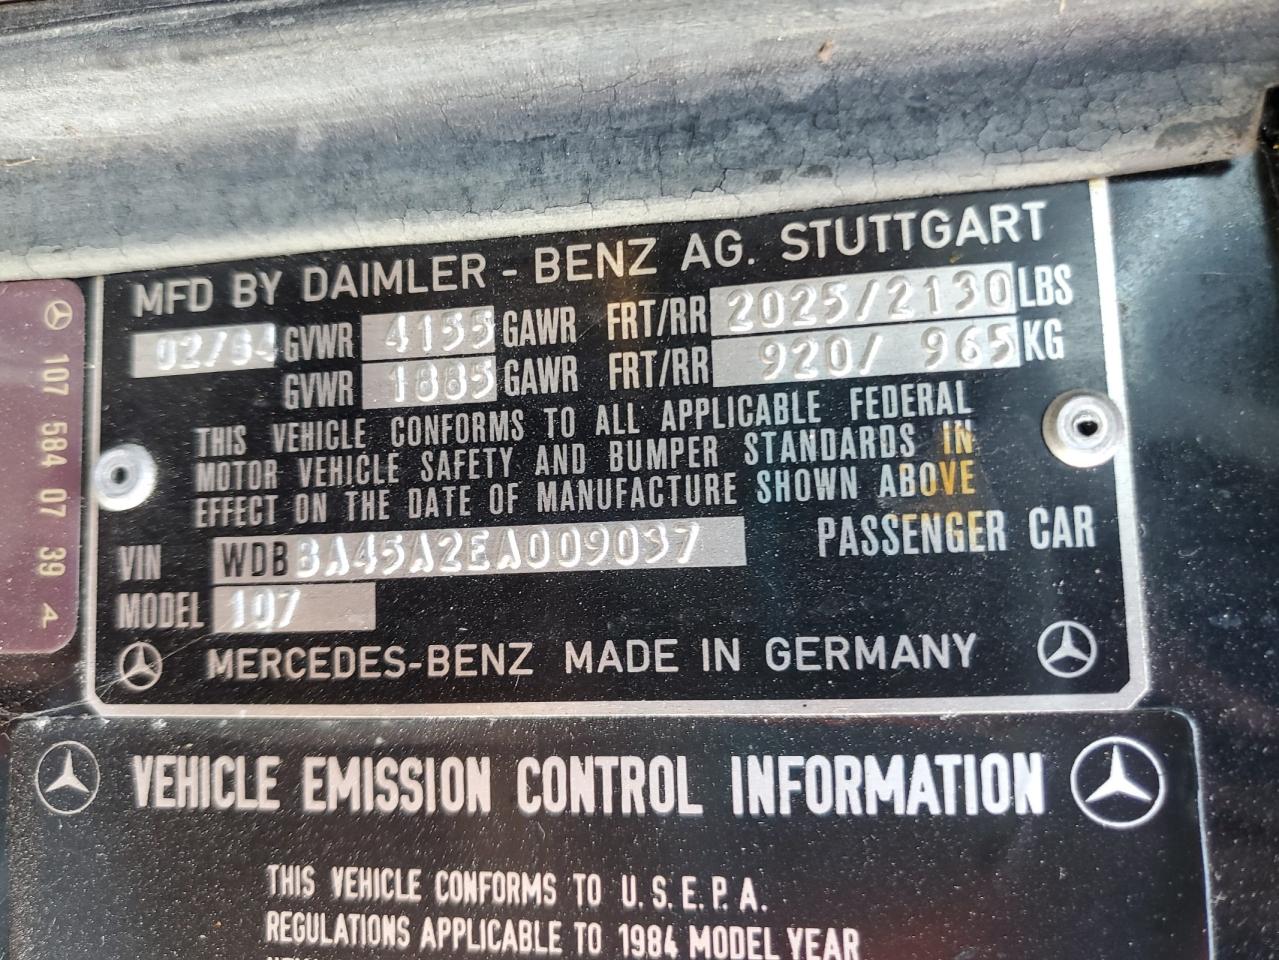 MFD BY DAIMLER - BENZ AG. STUTTGART
02/84 GVWR 4155 GAWR FRT/RR 2025/2130 LBS
GVWR 1885 GAWR FRT/RR 920/ 965 KG
THIS VEHICLE CONFORMS TO ALL APPLICABLE FEDERAL
MOTOR VEHICLE SAFETY AND BUMPER STANDARDS IN
EFFECT ON THE DATE OF MANUFACTURE SHOWN ABOVE
VIN WDBBA45A2EA009037 PASSENGER CAR
MODEL 107
MERCEDES-BENZ MADE IN GERMANY
107 584 07 39 A
VEHICLE EMISSION CONTROL INFORMATION
THIS VEHICLE CONFORMS TO U.S.E.P.A.
REGULATIONS APPLICABLE TO 1984 MODEL YEAR